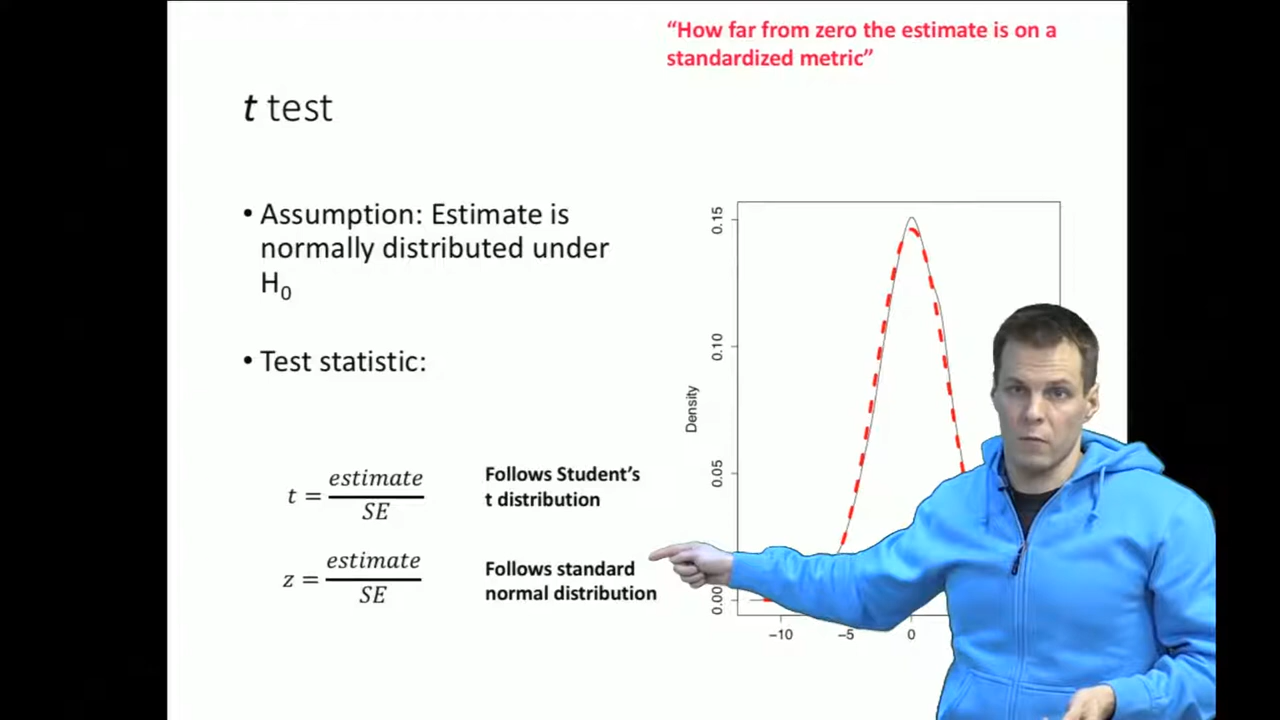 “How far from zero the estimate is on a
standardized metric”
t test
• Assumption: Estimate is
normally distributed under
H₀
• Test statistic:
t = estimate / SE
Follows Student’s
t distribution
z = estimate / SE
Follows standard
normal distribution
Density
0.15
0.10
0.05
0.00
−10 −5 0